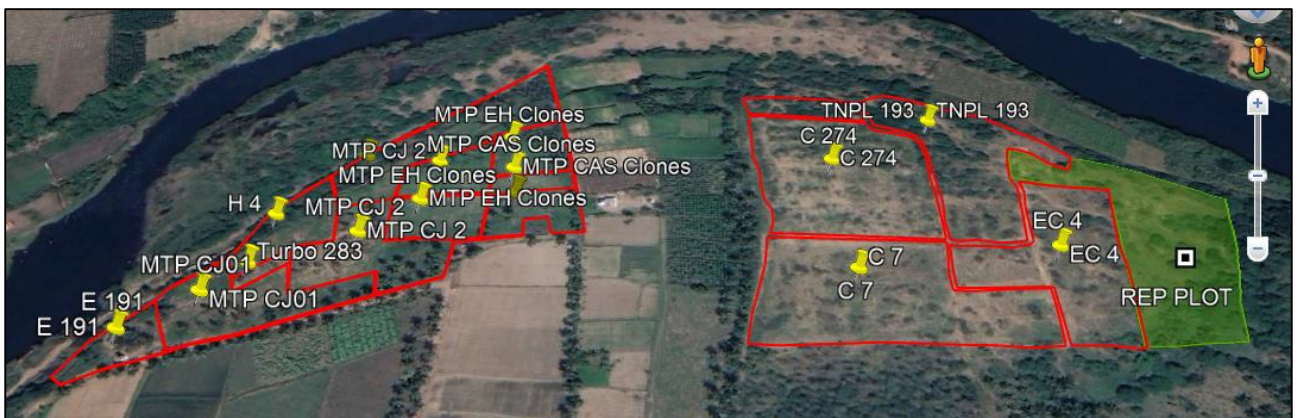 MTP EH Clones
MTP CJ 2
MTP CAS Clones
MTP CAS Clones
MTP EH Clones
MTP EH Clones
H 4
MTP CJ 2
MTP CJ 2
Turbo 283
MTP CJ01
MTP CJ01
E 191
E 191
TNPL 193
TNPL 193
C 274
C 274
EC 4
EC 4
C 7
C 7
REP PLOT